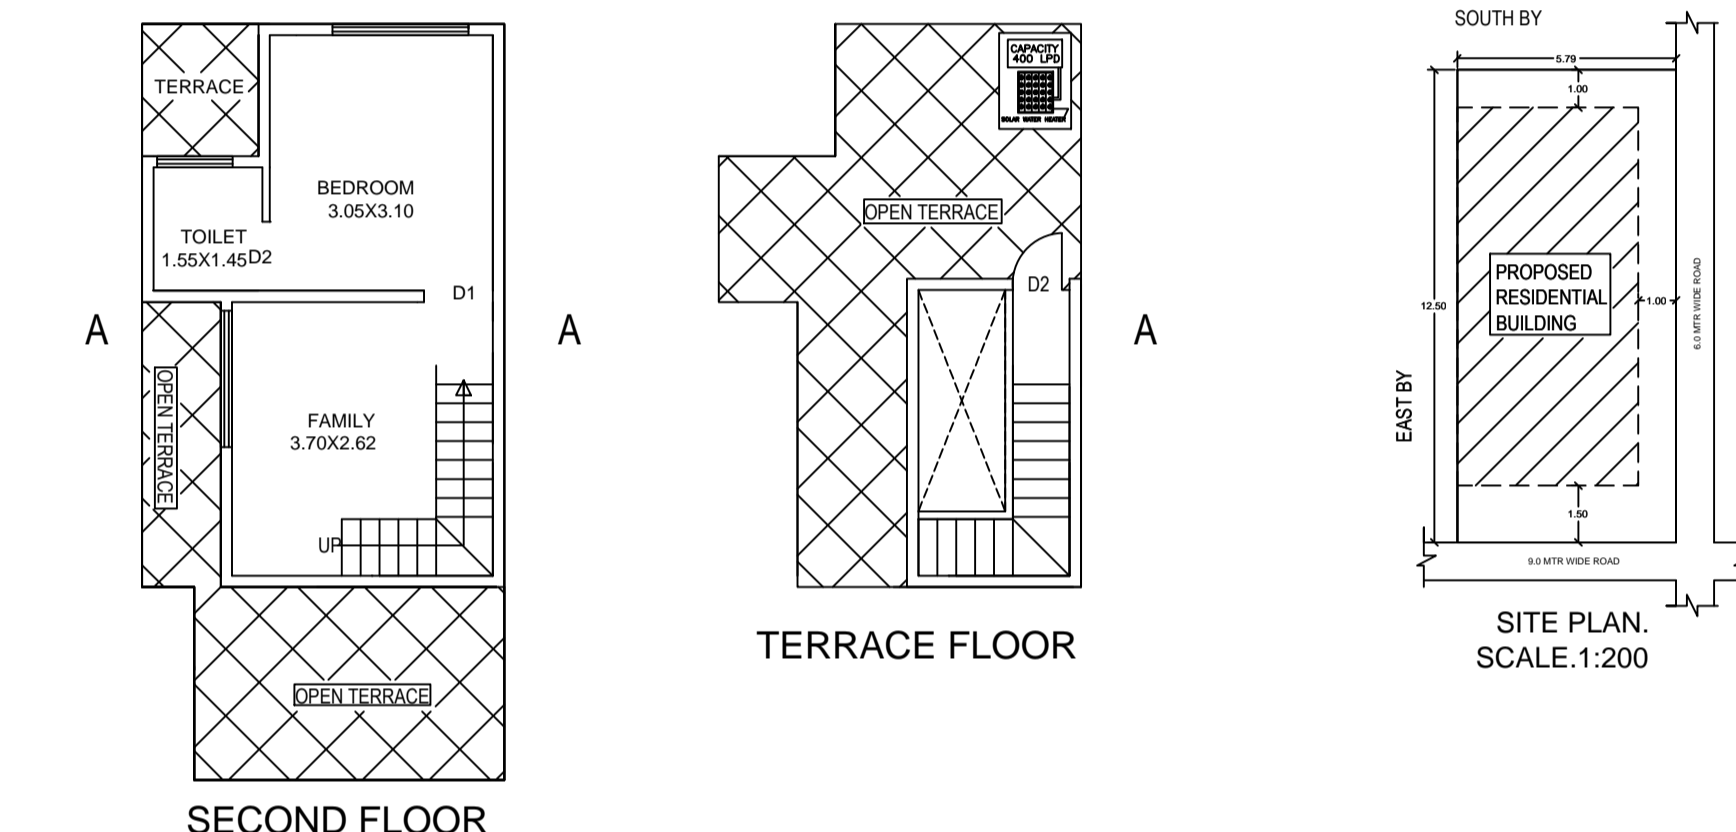 TERRACE
BEDROOM
3.05X3.10
TOILET
1.55X1.45
D2
D1
A
A
OPEN TERRACE
FAMILY
3.70X2.62
UP
OPEN TERRACE
SECOND FLOOR
CAPACITY
400 LPD
SOLAR WATER HEATER
OPEN TERRACE
D2
A
TERRACE FLOOR
SOUTH BY
5.79
1.00
12.50
PROPOSED
RESIDENTIAL
BUILDING
1.00
6.0 MTR WIDE ROAD
EAST BY
1.50
9.0 MTR WIDE ROAD
SITE PLAN.
SCALE.1:200